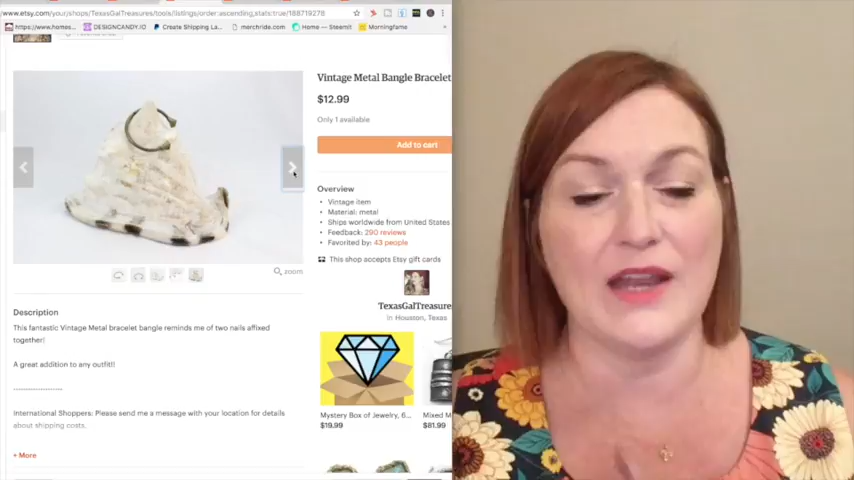 www.etsy.com/your/shops/TexasGalTreasures/tools/listings/order:ascending,stats:true/188719278
https://www.homes...
DESIGNCANDY.IO
Create Shipping La...
merchride.com
Home — Steemit
Morningfame
Vintage Metal Bangle Bracelet
$12.99
Only 1 available
Add to cart
Overview
• Vintage item
• Material: metal
• Ships worldwide from United States
• Feedback: 290 reviews
• Favorited by: 43 people
This shop accepts Etsy gift cards
zoom
TexasGalTreasure
in Houston, Texas
Description
This fantastic Vintage Metal bracelet bangle reminds me of two nails affixed
together!
A great addition to any outfit!!
--------------------
International Shoppers: Please send me a message with your location for details
about shipping costs.
+ More
Mystery Box of Jewelry, 6...
$19.99
Mixed M
$81.99